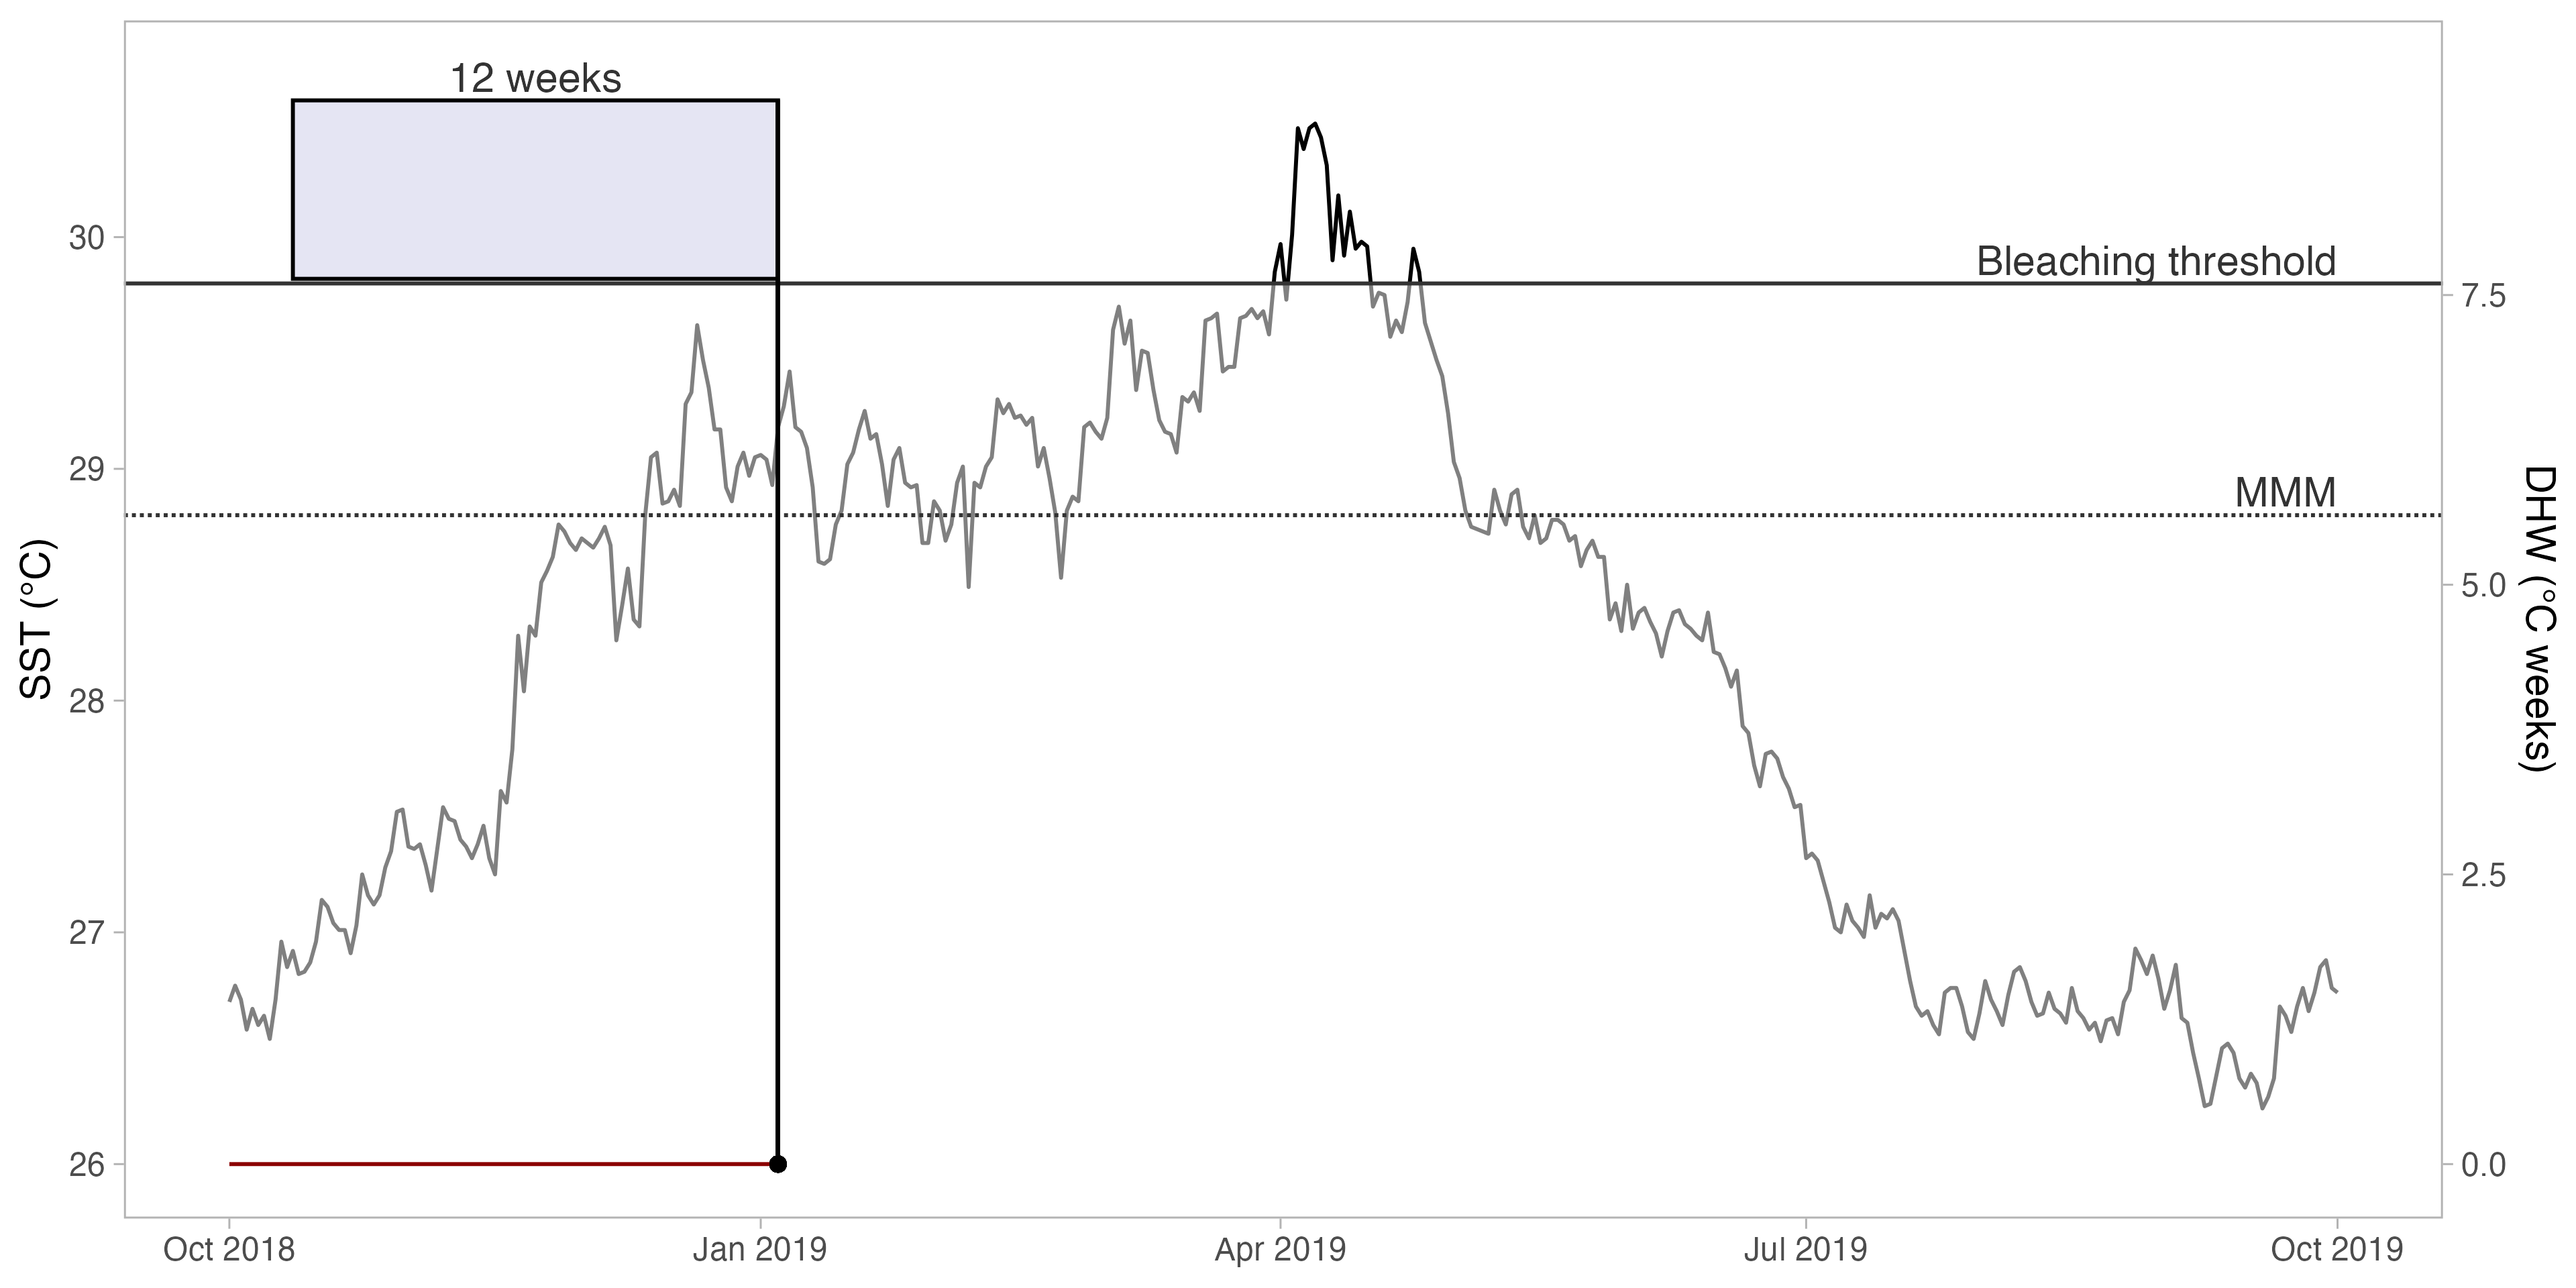 12 weeks
Bleaching threshold
MMM
SST (°C)
30
29
28
27
26
7.5
5.0
2.5
0.0
DHW (°C weeks)
Oct 2018
Jan 2019
Apr 2019
Jul 2019
Oct 2019